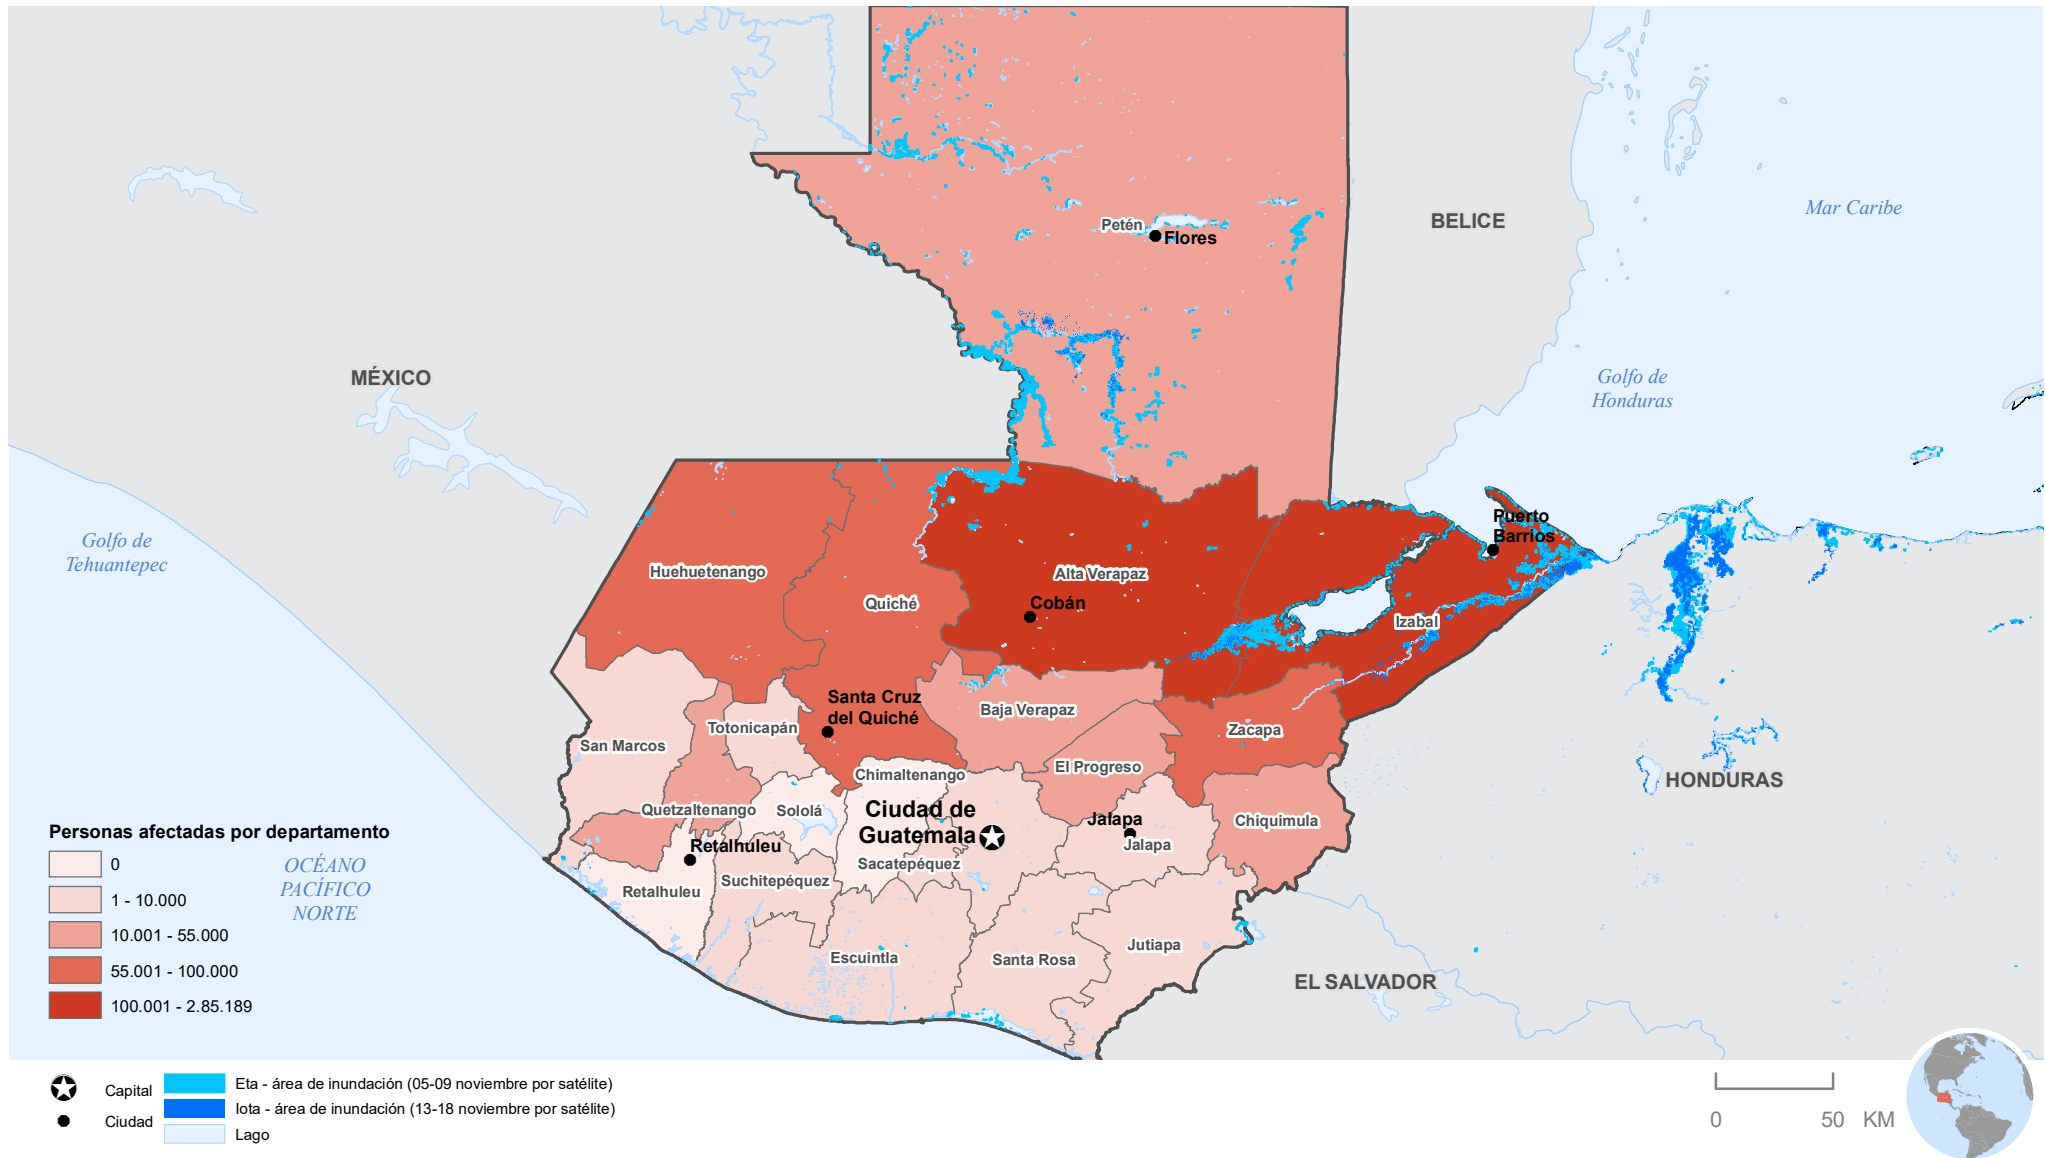 Petén
Flores
BELICE
Mar Caribe
MÉXICO
Golfo de
Honduras
Golfo de
Tehuantepec
Puerto
Barrios
Huehuetenango
Alta Verapaz
Quiché
Cobán
Izabal
Santa Cruz
del Quiché
Baja Verapaz
Totonicapán
Zacapa
San Marcos
El Progreso
Chimaltenango
HONDURAS
Quetzaltenango
Sololá
Ciudad de
Guatemala
Jalapa
Chiquimula
Retalhuleu
Jalapa
Sacatepéquez
Suchitepéquez
Retalhuleu
Jutiapa
Escuintla
Santa Rosa
EL SALVADOR
OCÉANO
PACÍFICO
NORTE
Personas afectadas por departamento
0
1 - 10.000
10.001 - 55.000
55.001 - 100.000
100.001 - 2.85.189
Capital
Ciudad
Eta - área de inundación (05-09 noviembre por satélite)
Iota - área de inundación (13-18 noviembre por satélite)
Lago
0 50 KM